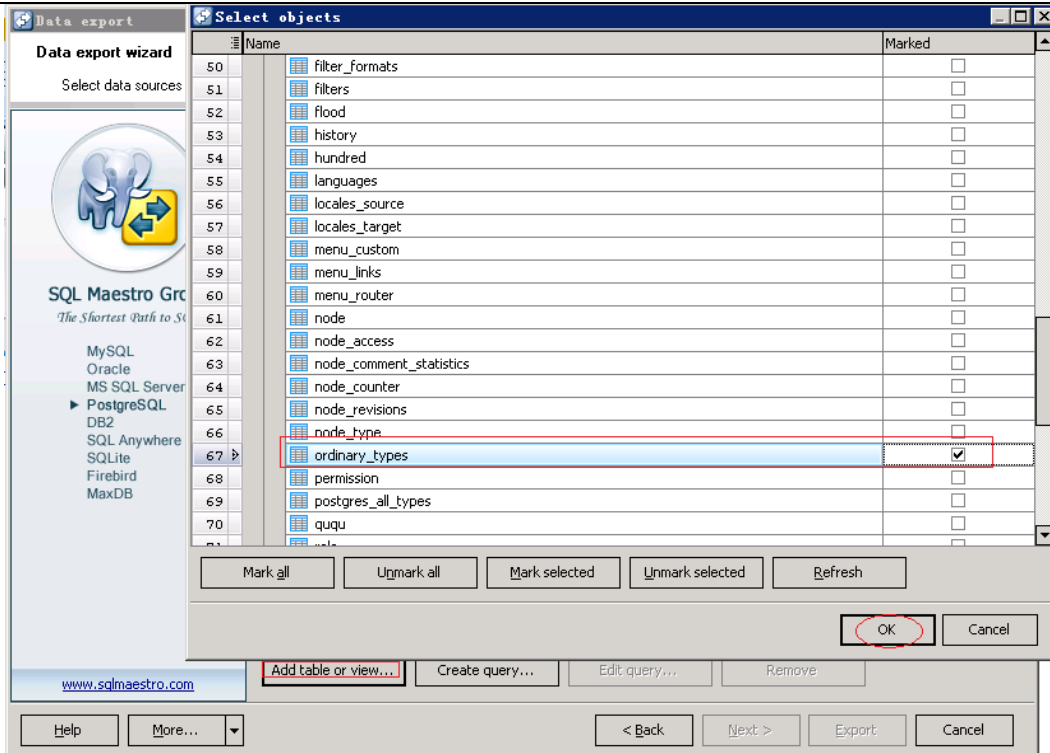 Data export
Select objects
Data export wizard
Select data sources
Name Marked
50 filter_formats
51 filters
52 flood
53 history
54 hundred
55 languages
56 locales_source
57 locales_target
58 menu_custom
59 menu_links
60 menu_router
61 node
62 node_access
63 node_comment_statistics
64 node_counter
65 node_revisions
66 node_type
67 ordinary_types
68 permission
69 postgres_all_types
70 ququ
SQL Maestro Gro
The Shortest Path to S
MySQL
Oracle
MS SQL Server
PostgreSQL
DB2
SQL Anywhere
SQLite
Firebird
MaxDB
Mark all Unmark all Mark selected Unmark selected Refresh
OK Cancel
Add table or view... Create query... Edit query... Remove
www.sqlmaestro.com
Help More... < Back Next > Export Cancel